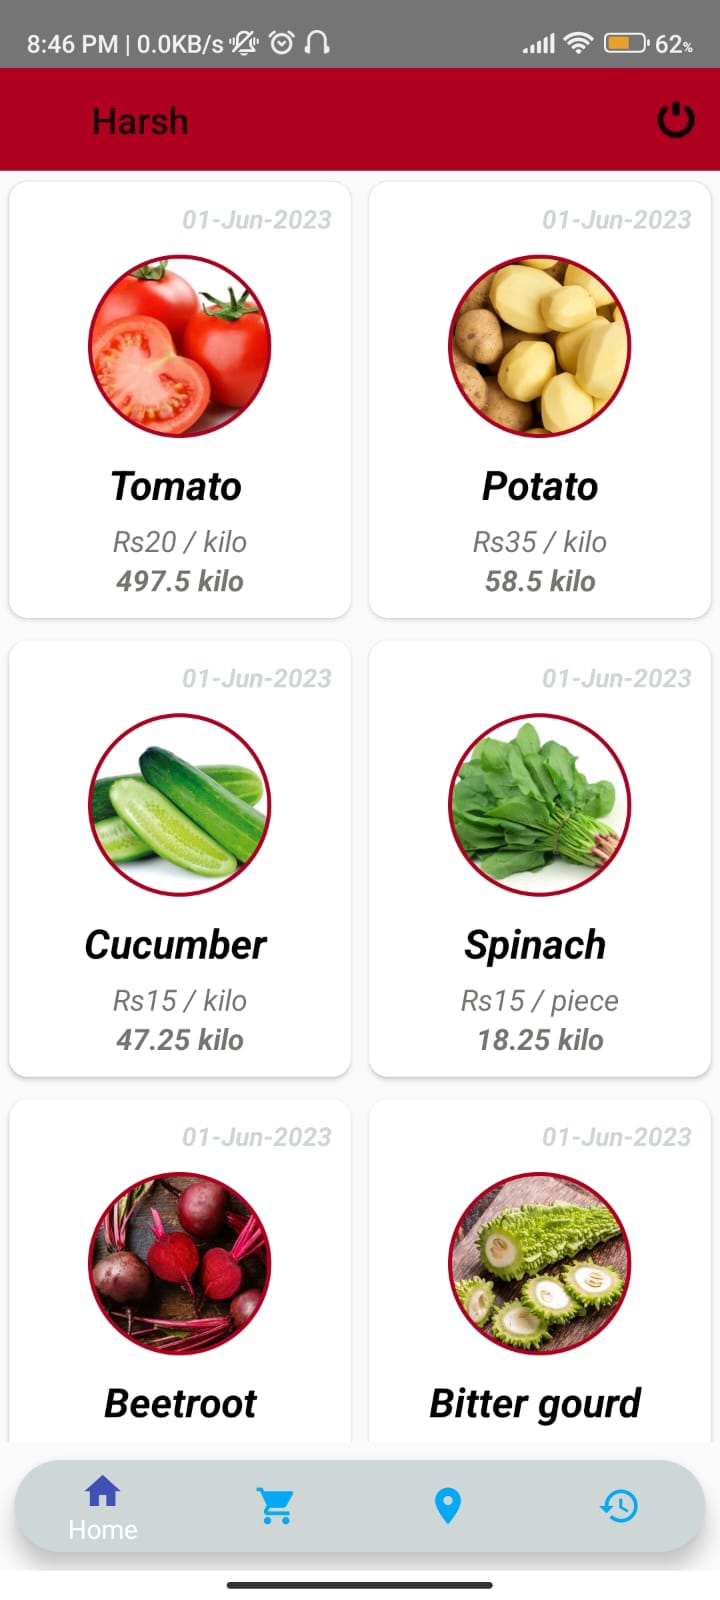 8:46 PM | 0.0KB/s 62%
Harsh
01-Jun-2023
Tomato
Rs20 / kilo
497.5 kilo
01-Jun-2023
Potato
Rs35 / kilo
58.5 kilo
01-Jun-2023
Cucumber
Rs15 / kilo
47.25 kilo
01-Jun-2023
Spinach
Rs15 / piece
18.25 kilo
01-Jun-2023
Beetroot
01-Jun-2023
Bitter gourd
Home